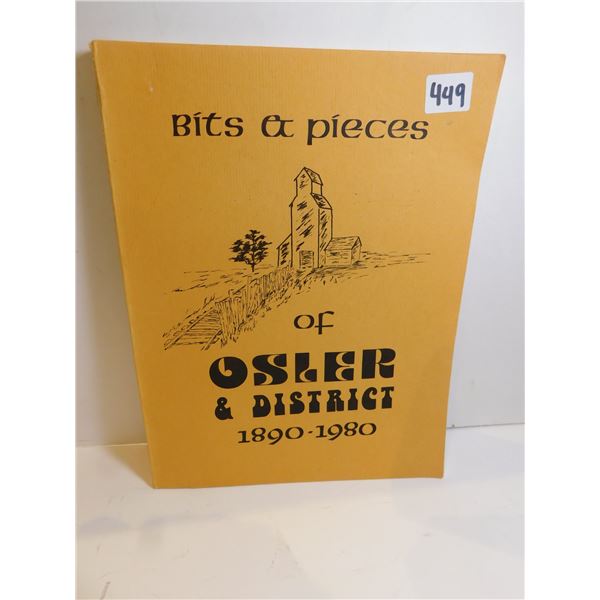 449
Bits & pieces
of
OSLER
& DISTRICT
1890-1980